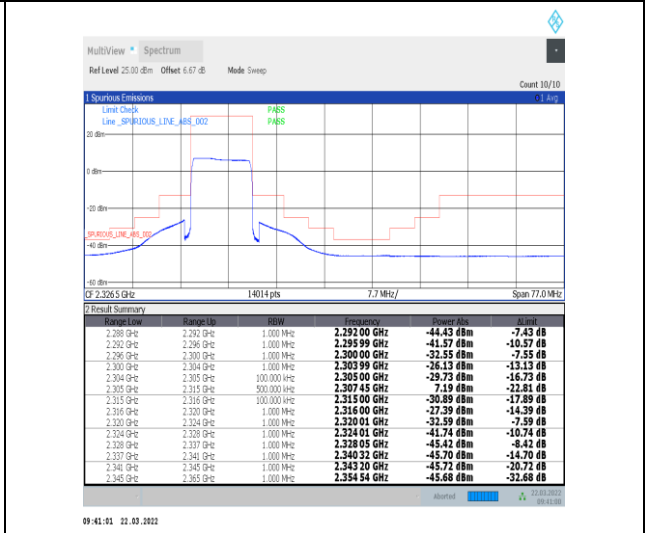 MultiView * Spectrum
Ref Level 25.00 dBm Offset 6.67 dB Mode Sweep
Count 10/10
1 Spurious Emissions 1 Avg
Limit Check PASS
Line _SPURIOUS_LINE_ABS_002 PASS
20 dBm
0 dBm
-20 dBm
_SPURIOUS_LINE_ABS_002
-40 dBm
-60 dBm
CF 2.3265 GHz 14014 pts 7.7 MHz/ Span 77.0 MHz
2 Result Summary
Range Low Range Up RBW Frequency Power Abs ΔLimit
2.288 GHz 2.292 GHz 1.000 MHz 2.292 00 GHz -44.43 dBm -7.43 dB
2.292 GHz 2.296 GHz 1.000 MHz 2.295 99 GHz -41.57 dBm -10.57 dB
2.296 GHz 2.300 GHz 1.000 MHz 2.300 00 GHz -32.55 dBm -7.55 dB
2.300 GHz 2.304 GHz 1.000 MHz 2.303 99 GHz -26.13 dBm -13.13 dB
2.304 GHz 2.305 GHz 100.000 kHz 2.305 00 GHz -29.73 dBm -16.73 dB
2.305 GHz 2.315 GHz 500.000 kHz 2.307 45 GHz 7.19 dBm -22.81 dB
2.315 GHz 2.316 GHz 100.000 kHz 2.315 00 GHz -30.89 dBm -17.89 dB
2.316 GHz 2.320 GHz 1.000 MHz 2.316 00 GHz -27.39 dBm -14.39 dB
2.320 GHz 2.324 GHz 1.000 MHz 2.320 01 GHz -32.59 dBm -7.59 dB
2.324 GHz 2.328 GHz 1.000 MHz 2.324 01 GHz -41.74 dBm -10.74 dB
2.328 GHz 2.337 GHz 1.000 MHz 2.328 05 GHz -45.42 dBm -8.42 dB
2.337 GHz 2.341 GHz 1.000 MHz 2.340 32 GHz -45.70 dBm -14.70 dB
2.341 GHz 2.345 GHz 1.000 MHz 2.343 20 GHz -45.72 dBm -20.72 dB
2.345 GHz 2.365 GHz 1.000 MHz 2.354 54 GHz -45.68 dBm -32.68 dB
Aborted 22.03.2022
09:41:00
09:41:01 22.03.2022